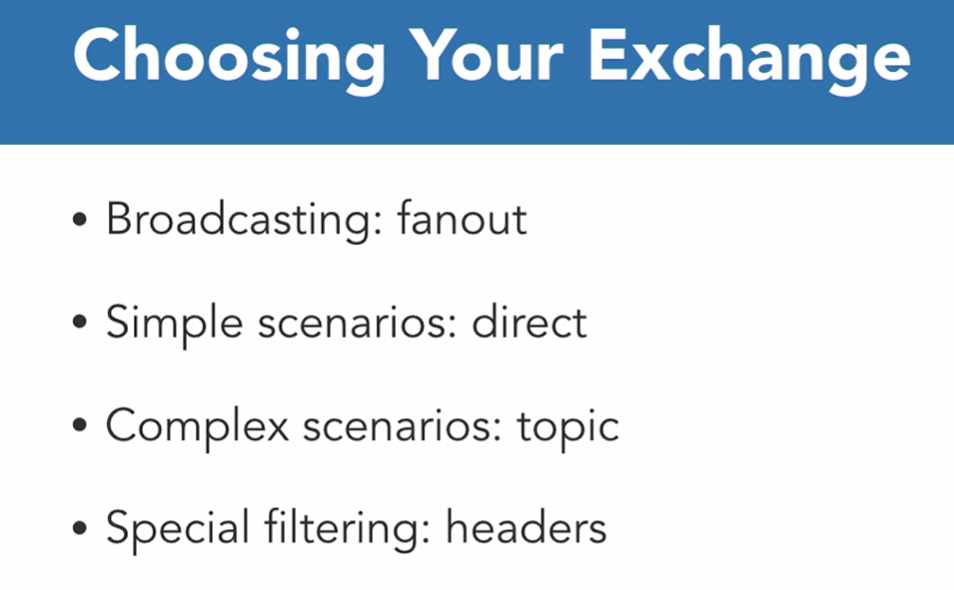 Choosing Your Exchange
• Broadcasting: fanout
• Simple scenarios: direct
• Complex scenarios: topic
• Special filtering: headers